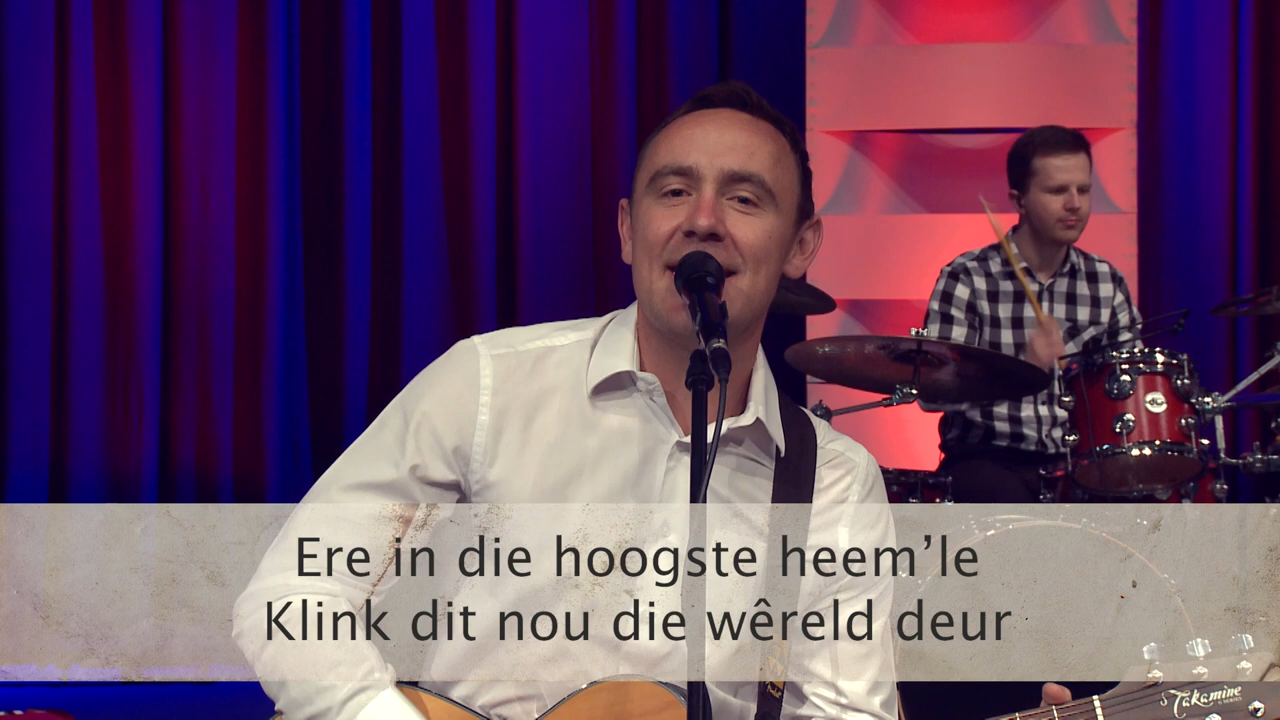 Ere in die hoogste heem’le
Klink dit nou die wêreld deur
Takamine